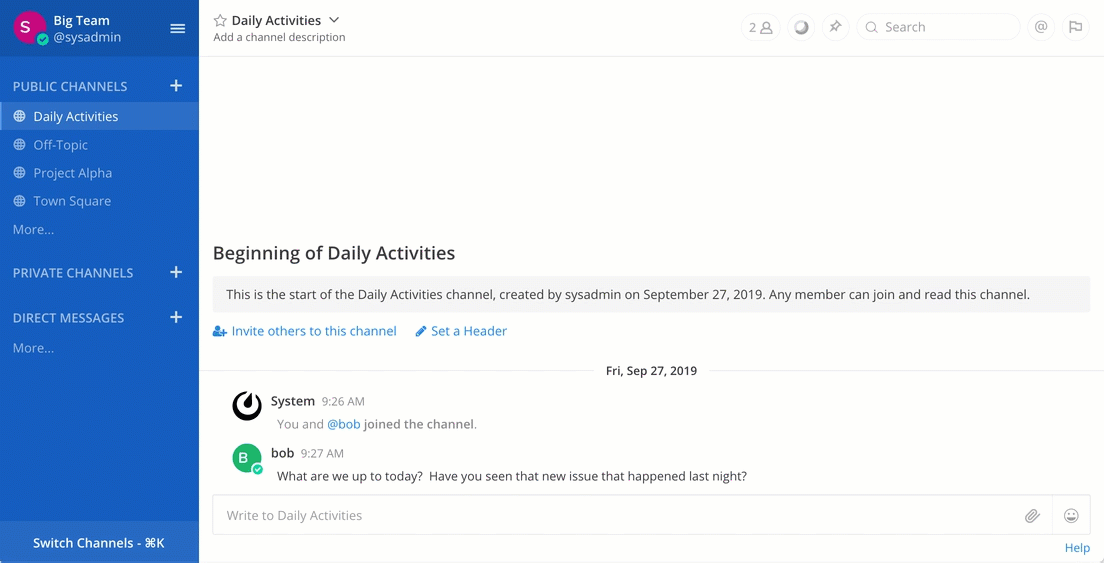 S
Big Team
@sysadmin
PUBLIC CHANNELS +
Daily Activities
Off-Topic
Project Alpha
Town Square
More...
PRIVATE CHANNELS +
DIRECT MESSAGES +
More...
Switch Channels - ⌘K
Daily Activities
Add a channel description
2
Search
@
Beginning of Daily Activities
This is the start of the Daily Activities channel, created by sysadmin on September 27, 2019. Any member can join and read this channel.
Invite others to this channel
Set a Header
Fri, Sep 27, 2019
System 9:26 AM
You and @bob joined the channel.
B
bob 9:27 AM
What are we up to today? Have you seen that new issue that happened last night?
Write to Daily Activities
Help